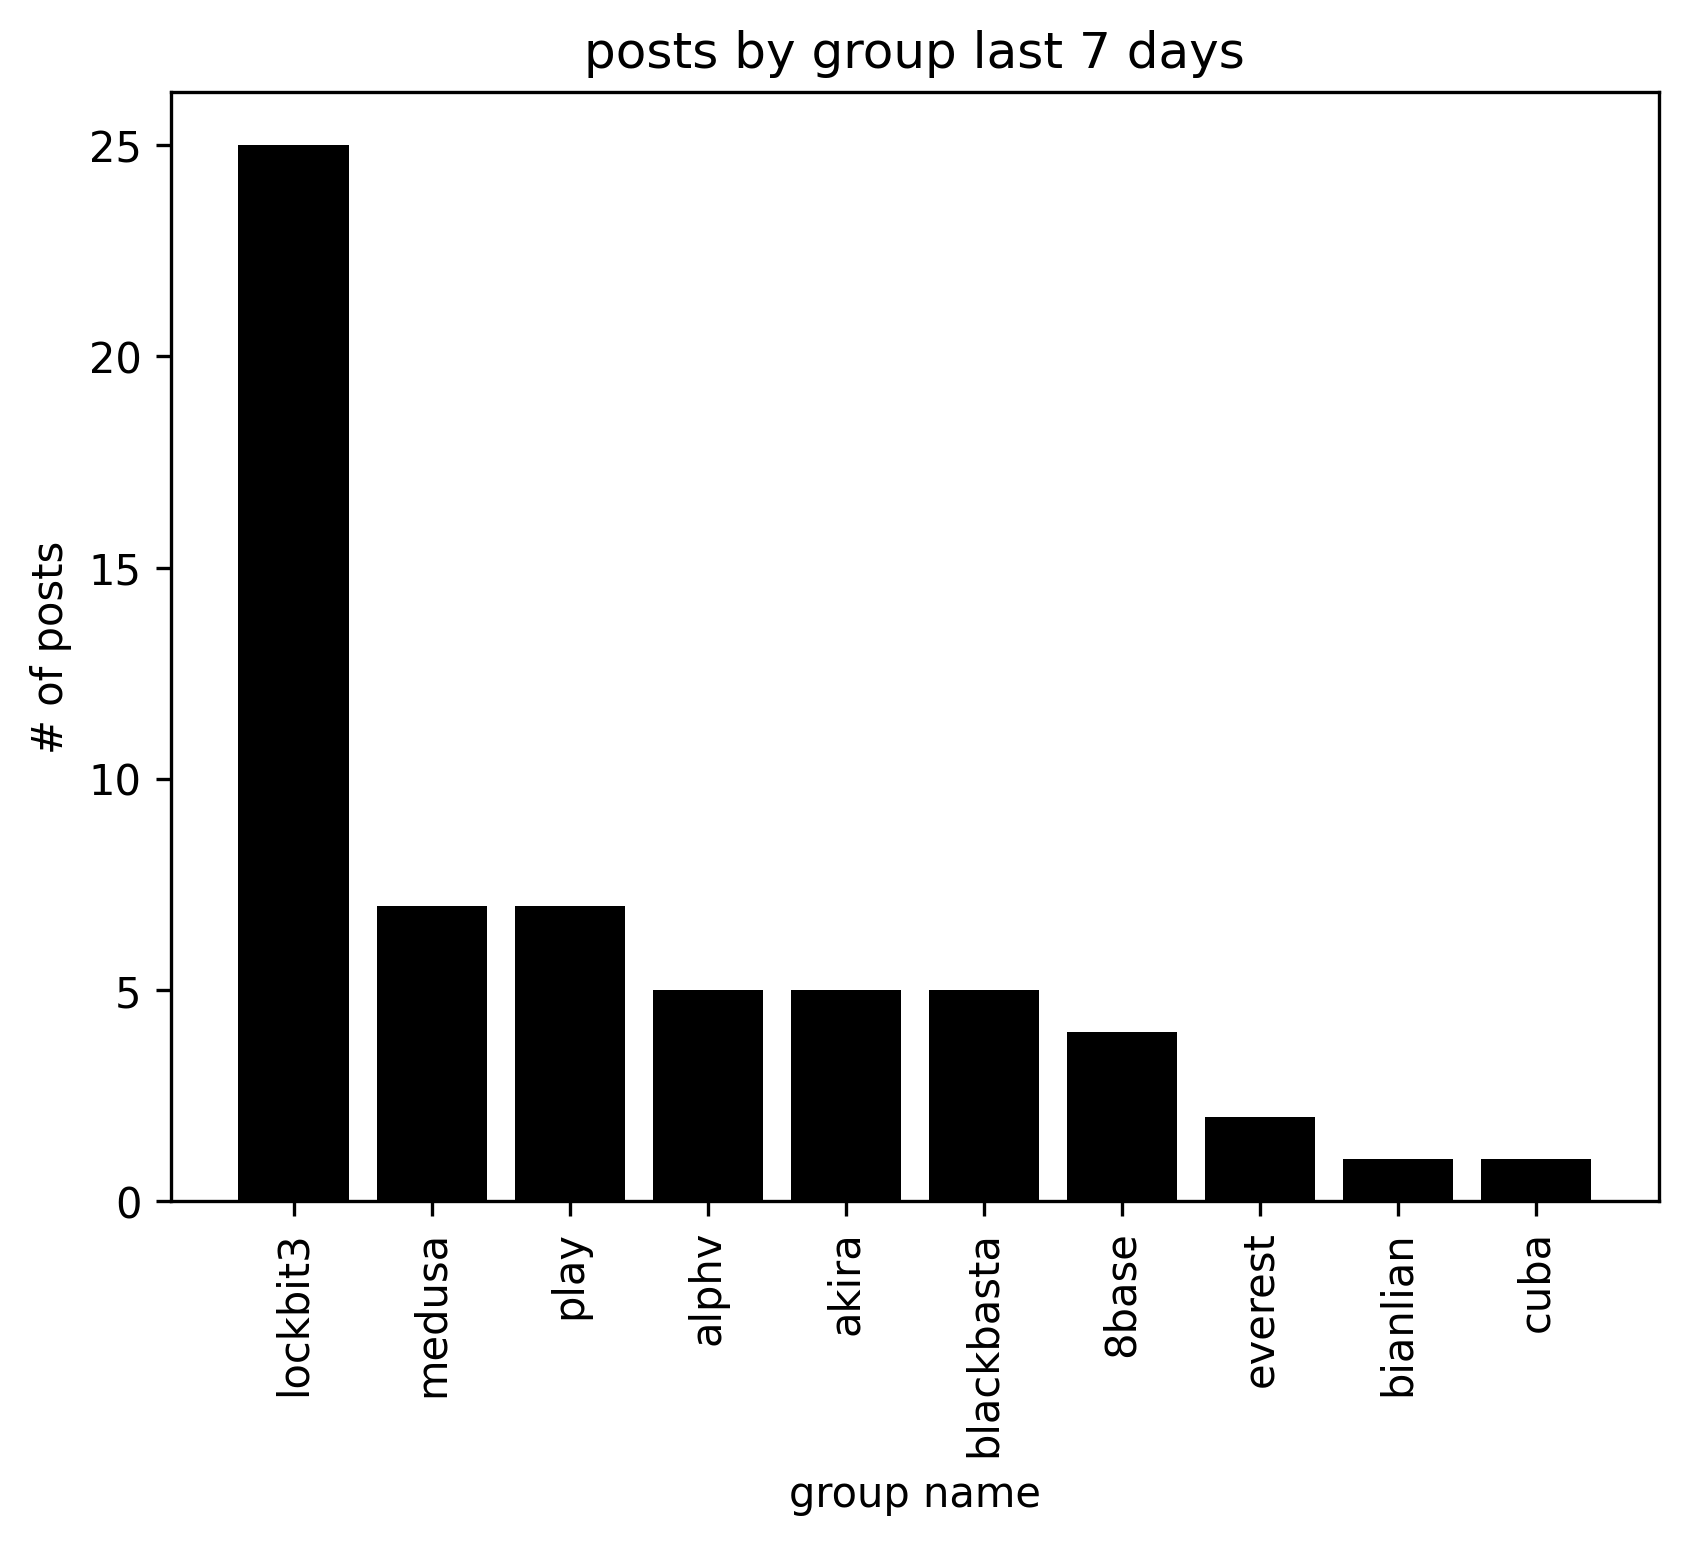 posts by group last 7 days
# of posts
25
20
15
10
5
0
lockbit3
medusa
play
alphv
akira
blackbasta
8base
everest
bianlian
cuba
group name